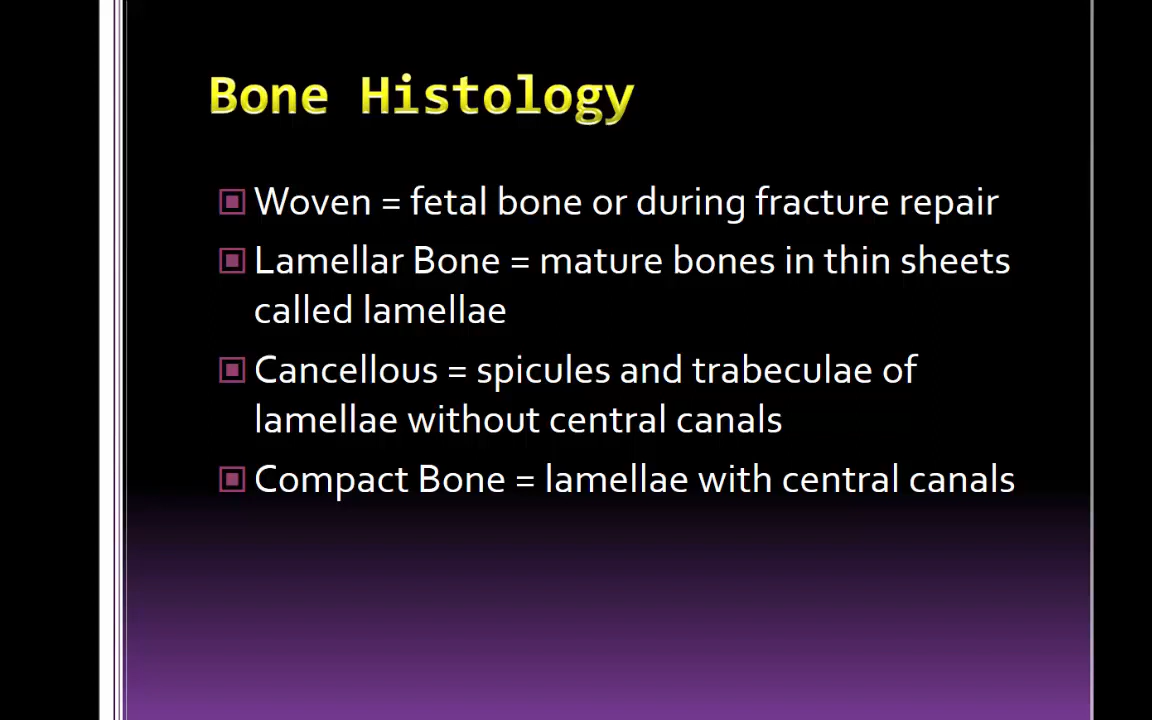 Bone Histology
Woven = fetal bone or during fracture repair
Lamellar Bone = mature bones in thin sheets
called lamellae
Cancellous = spicules and trabeculae of
lamellae without central canals
Compact Bone = lamellae with central canals